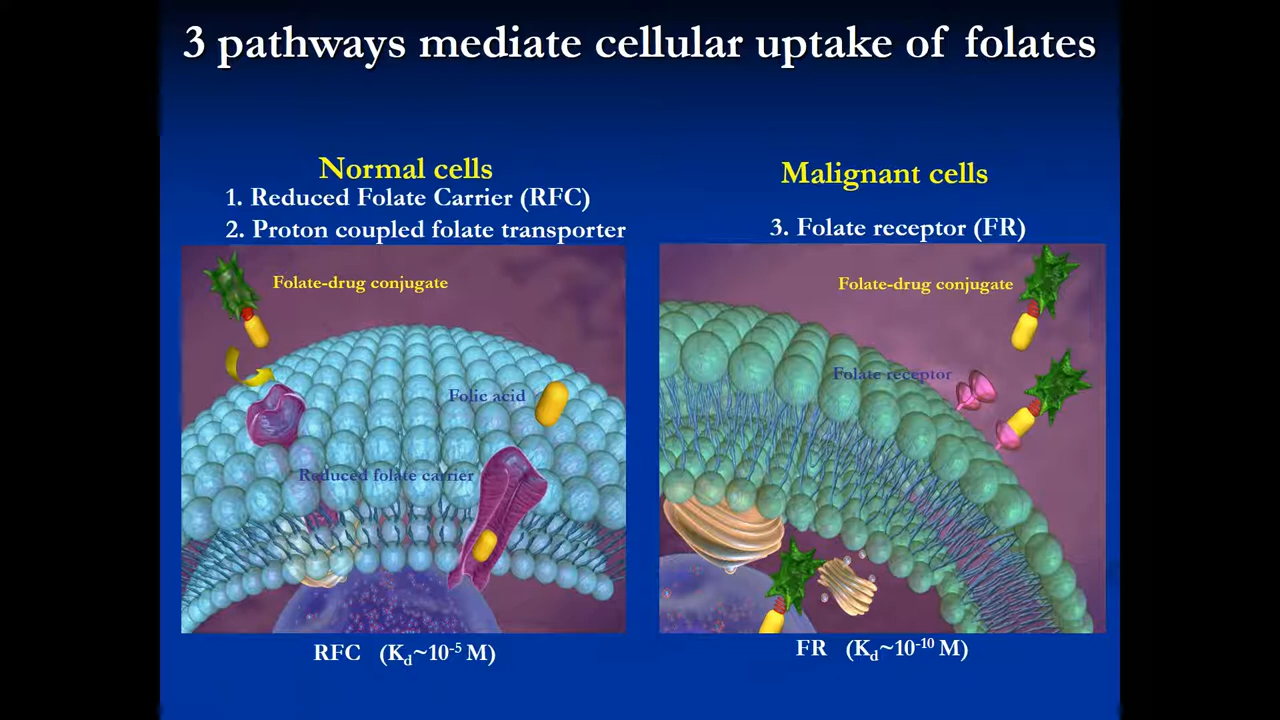 3 pathways mediate cellular uptake of folates
Normal cells
1. Reduced Folate Carrier (RFC)
2. Proton coupled folate transporter
Folate-drug conjugate
Folic acid
Reduced folate carrier
RFC (Kd~10-5 M)
Malignant cells
3. Folate receptor (FR)
Folate-drug conjugate
Folate receptor
FR (Kd~10-10 M)